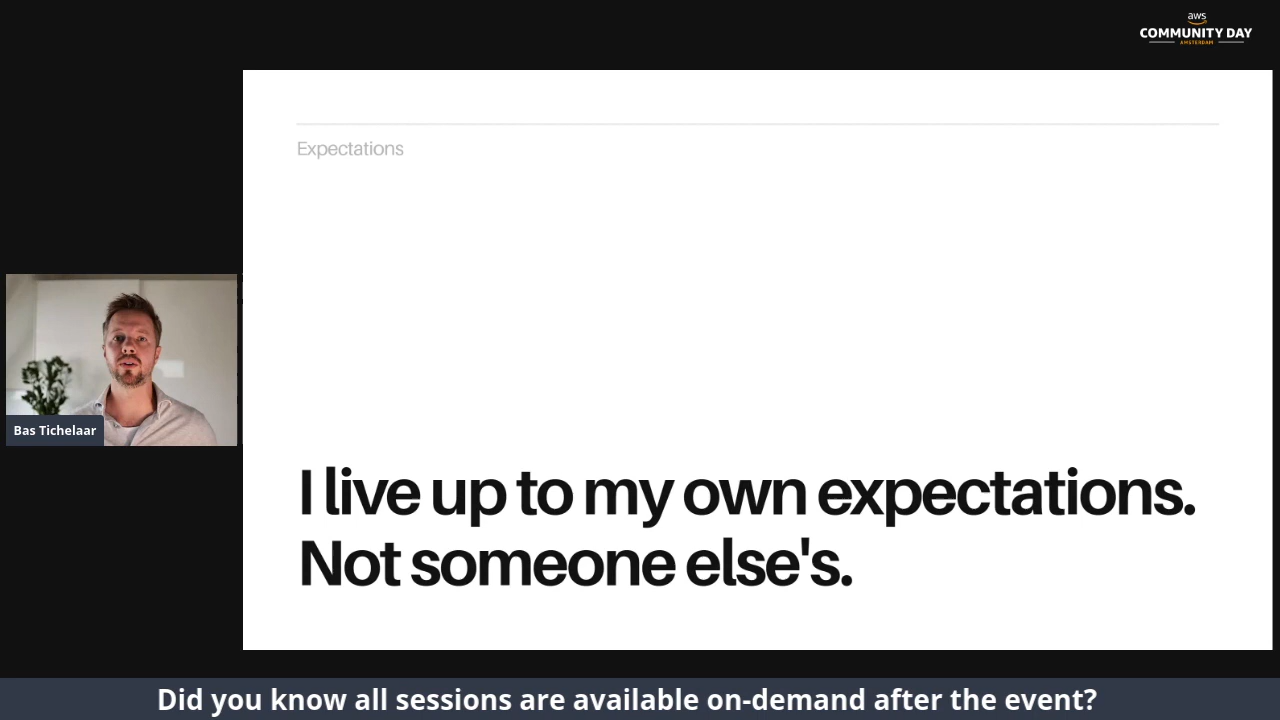 aws
COMMUNITY DAY
AMSTERDAM
Expectations
Bas Tichelaar
I live up to my own expectations.
Not someone else's.
Did you know all sessions are available on-demand after the event?